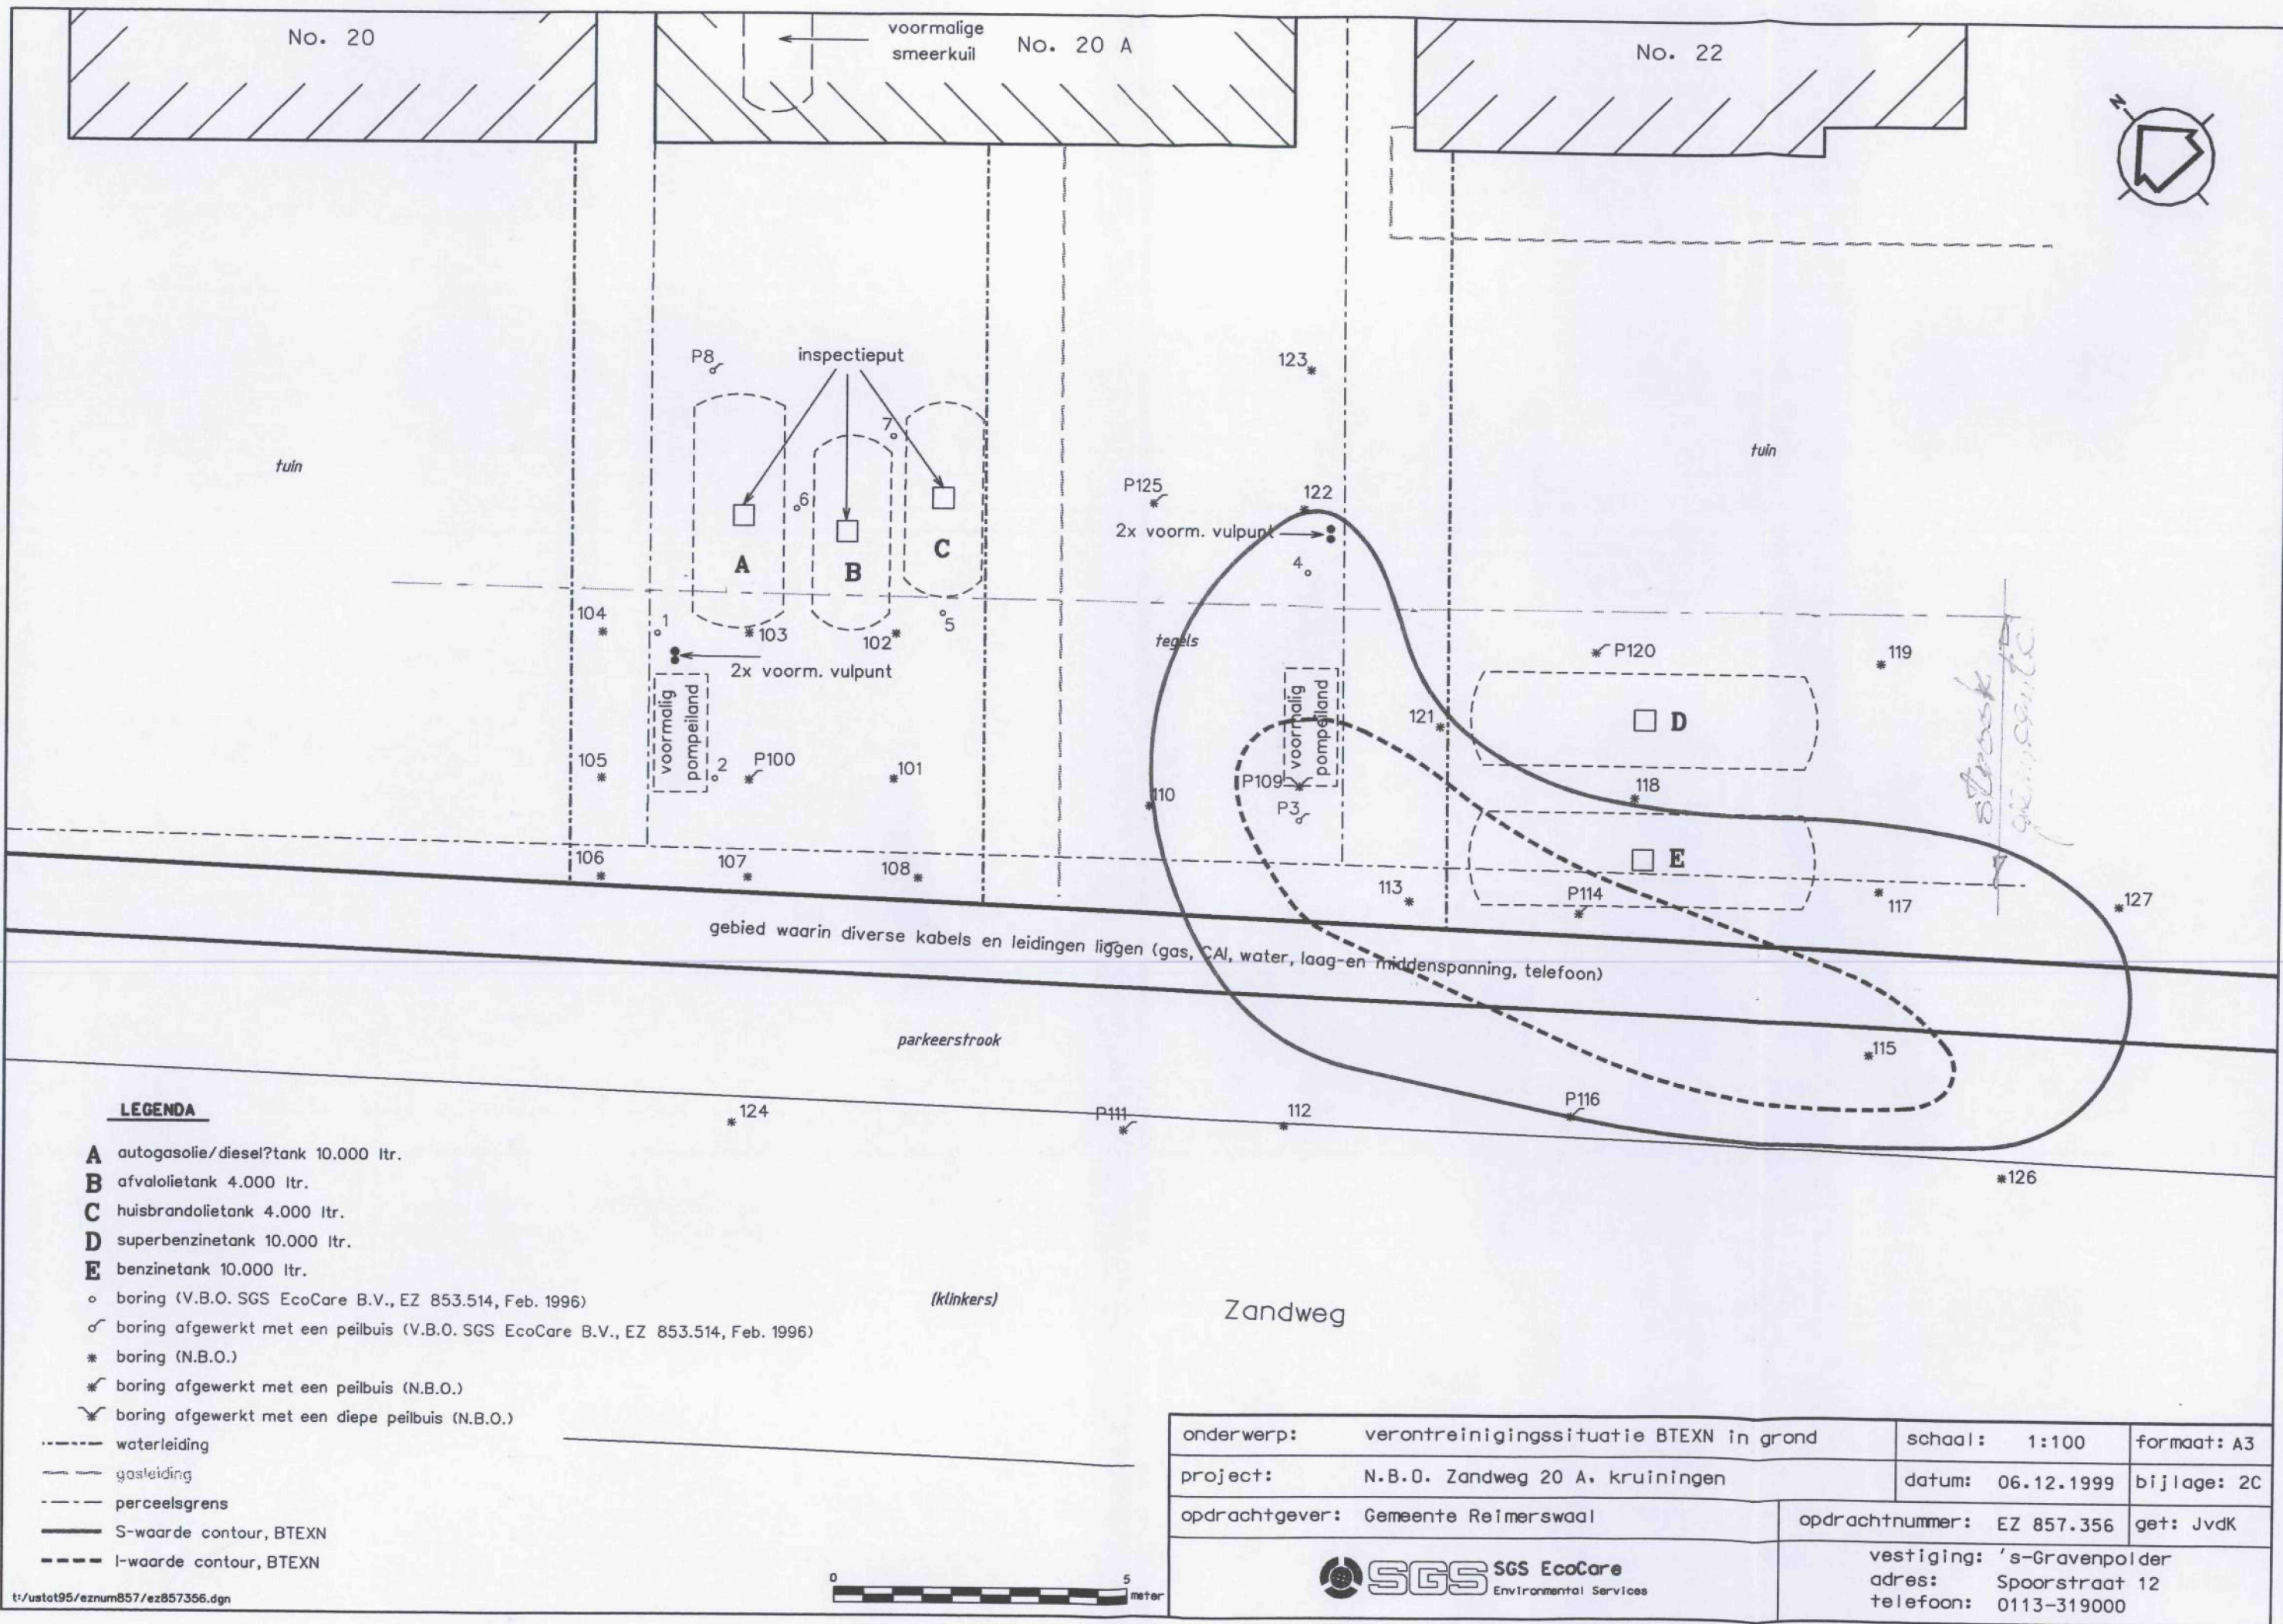 No. 20
voormalige
smeerkuil
No. 20 A
No. 22
N
P8
inspectieput
123
7
tuin
tuin
6
P125
122
2x voorm. vulpunt
A
B
C
4
104
1
103
102
5
tegels
P120
119
strook
gemeente
2x voorm. vulpunt
voormalig
pompeiland
voormalig
pompeiland
121
D
105
2
P100
101
110
P109
P3
118
106
107
108
113
P114
E
117
127
gebied waarin diverse kabels en leidingen liggen (gas, CAI, water, laag-en middenspanning, telefoon)
parkeerstrook
115
124
P111
112
P116
126
LEGENDA
A autogasolie/diesel?tank 10.000 ltr.
B afvalolietank 4.000 ltr.
C huisbrandolietank 4.000 ltr.
D superbenzinetank 10.000 ltr.
E benzinetank 10.000 ltr.
boring (V.B.O. SGS EcoCare B.V., EZ 853.514, Feb. 1996)
boring afgewerkt met een peilbuis (V.B.O. SGS EcoCare B.V., EZ 853.514, Feb. 1996)
boring (N.B.O.)
boring afgewerkt met een peilbuis (N.B.O.)
boring afgewerkt met een diepe peilbuis (N.B.O.)
waterleiding
gasleiding
perceelsgrens
S-waarde contour, BTEXN
I-waarde contour, BTEXN
t:/ustat95/eznum857/ez857356.dgn
(klinkers)
Zandweg
0 5
meter
onderwerp: verontreinigingssituatie BTEXN in grond
schaal: 1:100
formaat: A3
project: N.B.O. Zandweg 20 A. kruiningen
datum: 06.12.1999
bijlage: 2C
opdrachtgever: Gemeente Reimerswaal
opdrachtnummer: EZ 857.356
get: JvdK
SGS SGS EcoCare
Environmental Services
vestiging: 's-Gravenpolder
adres: Spoorstraat 12
telefoon: 0113-319000